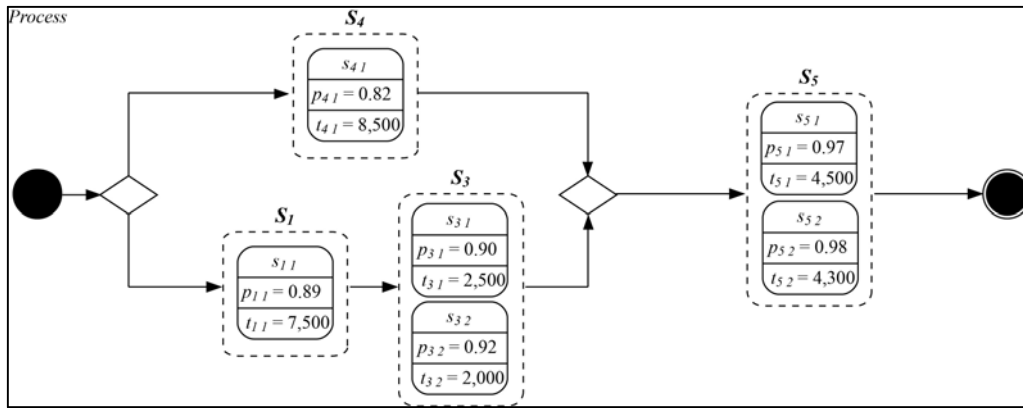 Process
S4
s4 1
p4 1 = 0.82
t4 1 = 8,500
S1
s1 1
p1 1 = 0.89
t1 1 = 7,500
S3
s3 1
p3 1 = 0.90
t3 1 = 2,500
s3 2
p3 2 = 0.92
t3 2 = 2,000
S5
s5 1
p5 1 = 0.97
t5 1 = 4,500
s5 2
p5 2 = 0.98
t5 2 = 4,300